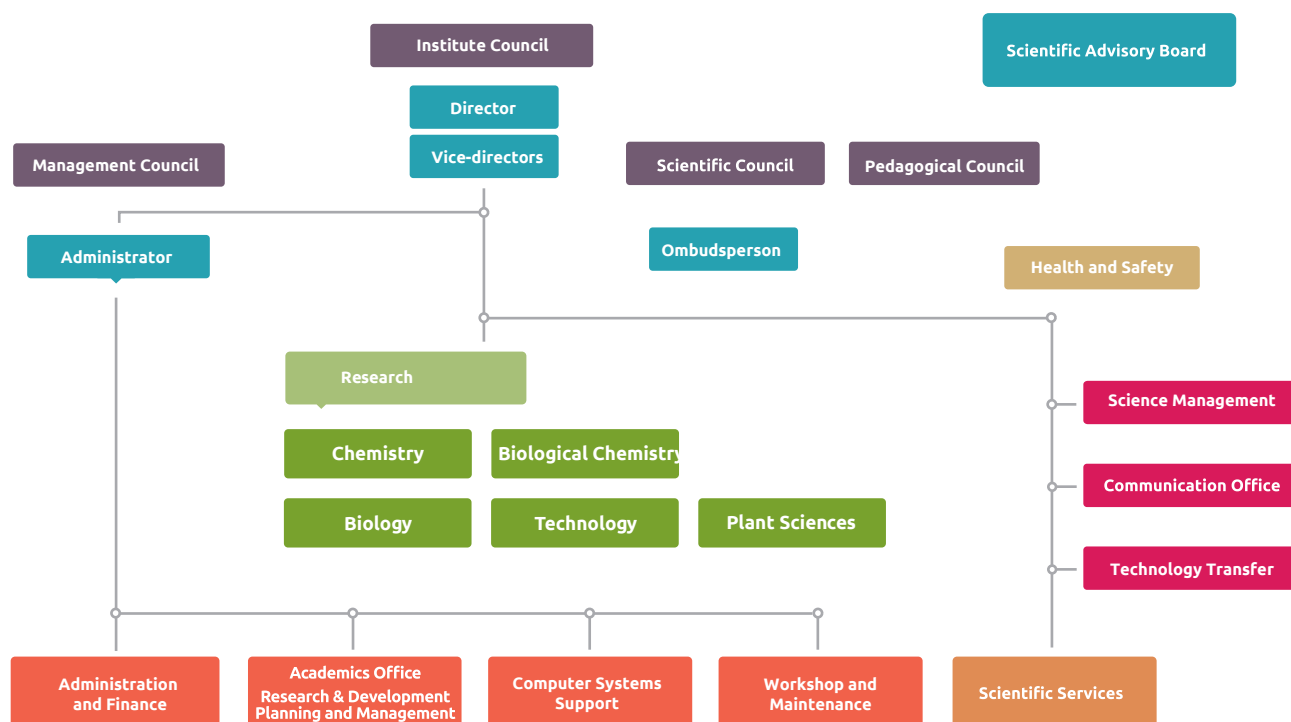 Institute Council
Scientific Advisory Board
Director
Vice-directors
Management Council
Scientific Council
Pedagogical Council
Administrator
Ombudsperson
Health and Safety
Research
Science Management
Chemistry
Biological Chemistry
Communication Office
Biology
Technology
Plant Sciences
Technology Transfer
Administration
and Finance
Academics Office
Research & Development
Planning and Management
Computer Systems
Support
Workshop and
Maintenance
Scientific Services